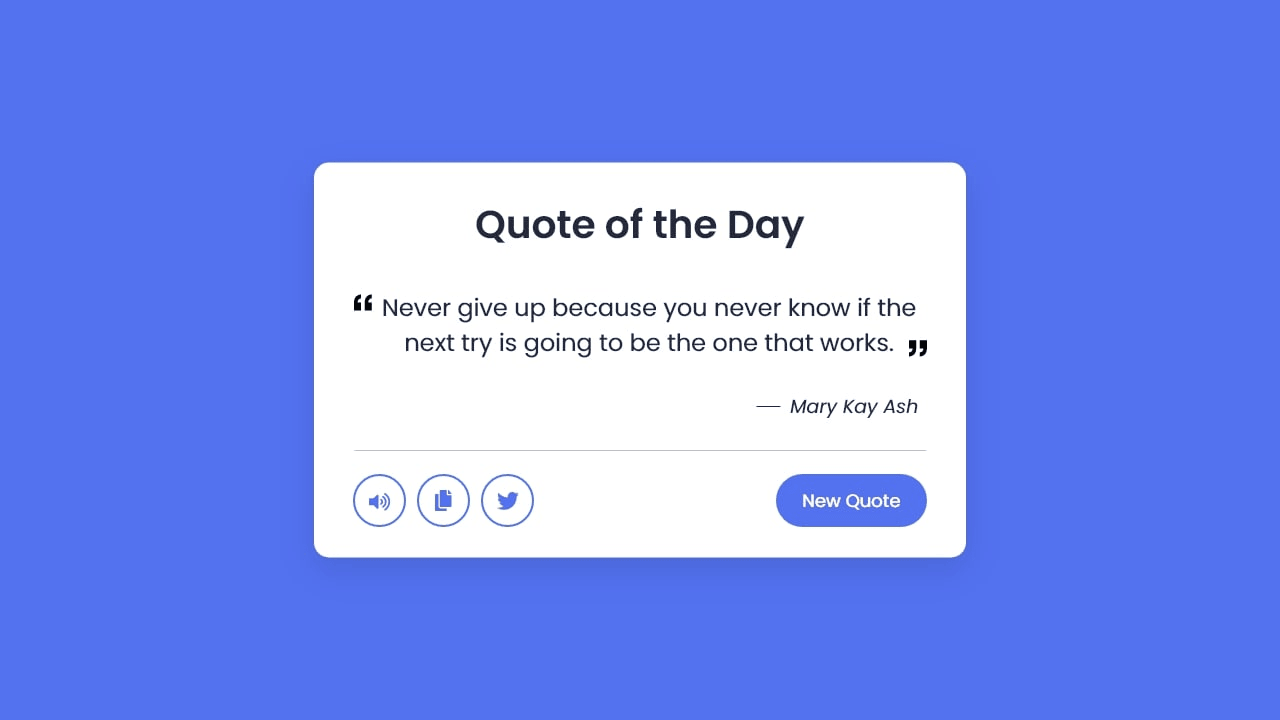 Quote of the Day
❝ Never give up because you never know if the
next try is going to be the one that works. ❞
— Mary Kay Ash
New Quote